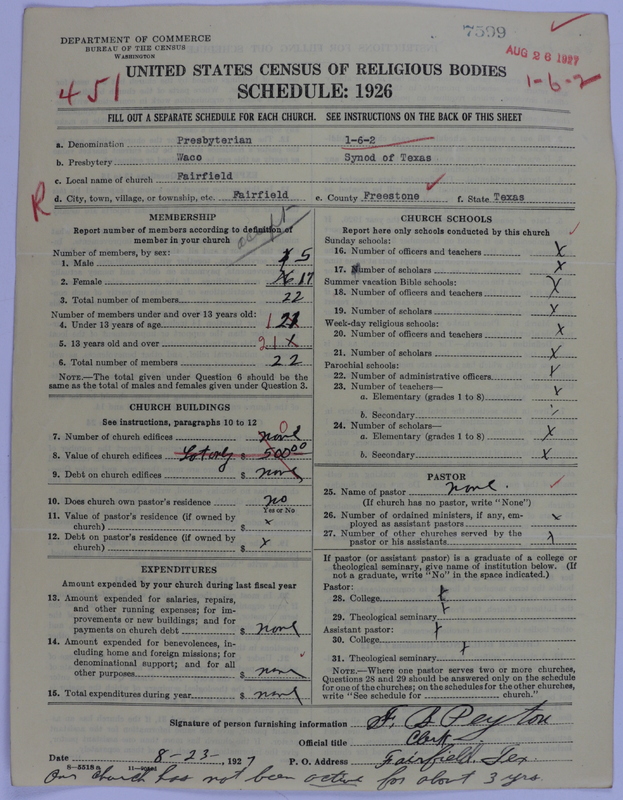 7599
DEPARTMENT OF COMMERCE
BUREAU OF THE CENSUS
WASHINGTON
AUG 26 1927
451
1-6-2
UNITED STATES CENSUS OF RELIGIOUS BODIES
SCHEDULE: 1926
FILL OUT A SEPARATE SCHEDULE FOR EACH CHURCH. SEE INSTRUCTIONS ON THE BACK OF THIS SHEET
a. Denomination Presbyterian 1-6-2
b. Presbytery Waco Synod of Texas
c. Local name of church Fairfield
R
d. City, town, village, or township, etc. Fairfield e. County Freestone f. State Texas
MEMBERSHIP
Report number of members according to definition of
member in your church
accept
Number of members, by sex:
1. Male 5
2. Female 17
3. Total number of members 22
Number of members under and over 13 years old:
4. Under 13 years of age 1
5. 13 years old and over 21 x
6. Total number of members 22
NOTE.—The total given under Question 6 should be the
same as the total of males and females given under Question 3.
CHURCH BUILDINGS
See instructions, paragraphs 10 to 12
7. Number of church edifices none 0
8. Value of church edifices Lot only $ 500.00
9. Debt on church edifices $ none
10. Does church own pastor's residence no
Yes or No
11. Value of pastor's residence (if owned by
church) $ x
12. Debt on pastor's residence (if owned by
church) $ x
EXPENDITURES
Amount expended by your church during last fiscal year
13. Amount expended for salaries, repairs,
and other running expenses; for im-
provements or new buildings; and for
payments on church debt $ none
14. Amount expended for benevolences, in-
cluding home and foreign missions; for
denominational support; and for all
other purposes $ none
15. Total expenditures during year $ none
CHURCH SCHOOLS
Report here only schools conducted by this church
Sunday schools:
16. Number of officers and teachers x
17. Number of scholars x
Summer vacation Bible schools:
18. Number of officers and teachers x
19. Number of scholars x
Week-day religious schools:
20. Number of officers and teachers x
21. Number of scholars x
Parochial schools:
22. Number of administrative officers x
23. Number of teachers—
a. Elementary (grades 1 to 8) x
b. Secondary x
24. Number of scholars—
a. Elementary (grades 1 to 8) x
b. Secondary x
PASTOR
25. Name of pastor none.
(If church has no pastor, write "None")
26. Number of ordained ministers, if any, em-
ployed as assistant pastors x
27. Number of other churches served by the
pastor or his assistants x
If pastor (or assistant pastor) is a graduate of a college or
theological seminary, give name of institution below. (If
not a graduate, write "No" in the space indicated.)
Pastor:
28. College x
29. Theological seminary x
Assistant pastor: x
30. College x
31. Theological seminary
NOTE.—Where one pastor serves two or more churches,
Questions 28 and 29 should be answered only on the schedule
for one of the churches; on the schedules for the other churches,
write "See schedule for church."
Signature of person furnishing information F. S. Peyton
Official title Clerk
Date 8-23-, 1927 P. O. Address Fairfield, Tex.
8—5518a
Our church has not been active for about 3 yrs.